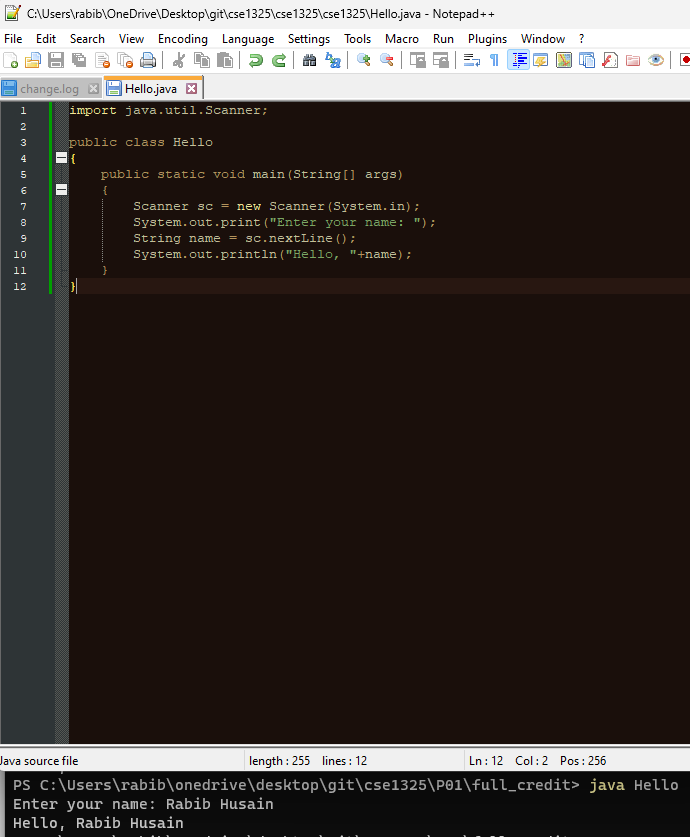 C:\Users\rabib\OneDrive\Desktop\git\cse1325\cse1325\cse1325\Hello.java - Notepad++
File Edit Search View Encoding Language Settings Tools Macro Run Plugins Window ?
change.log Hello.java
1 import java.util.Scanner;
2
3 public class Hello
4 {
5 public static void main(String[] args)
6 {
7 Scanner sc = new Scanner(System.in);
8 System.out.print("Enter your name: ");
9 String name = sc.nextLine();
10 System.out.println("Hello, "+name);
11 }
12 }
Java source file length : 255 lines : 12 Ln : 12 Col : 2 Pos : 256
PS C:\Users\rabib\onedrive\desktop\git\cse1325\P01\full_credit> java Hello
Enter your name: Rabib Husain
Hello, Rabib Husain